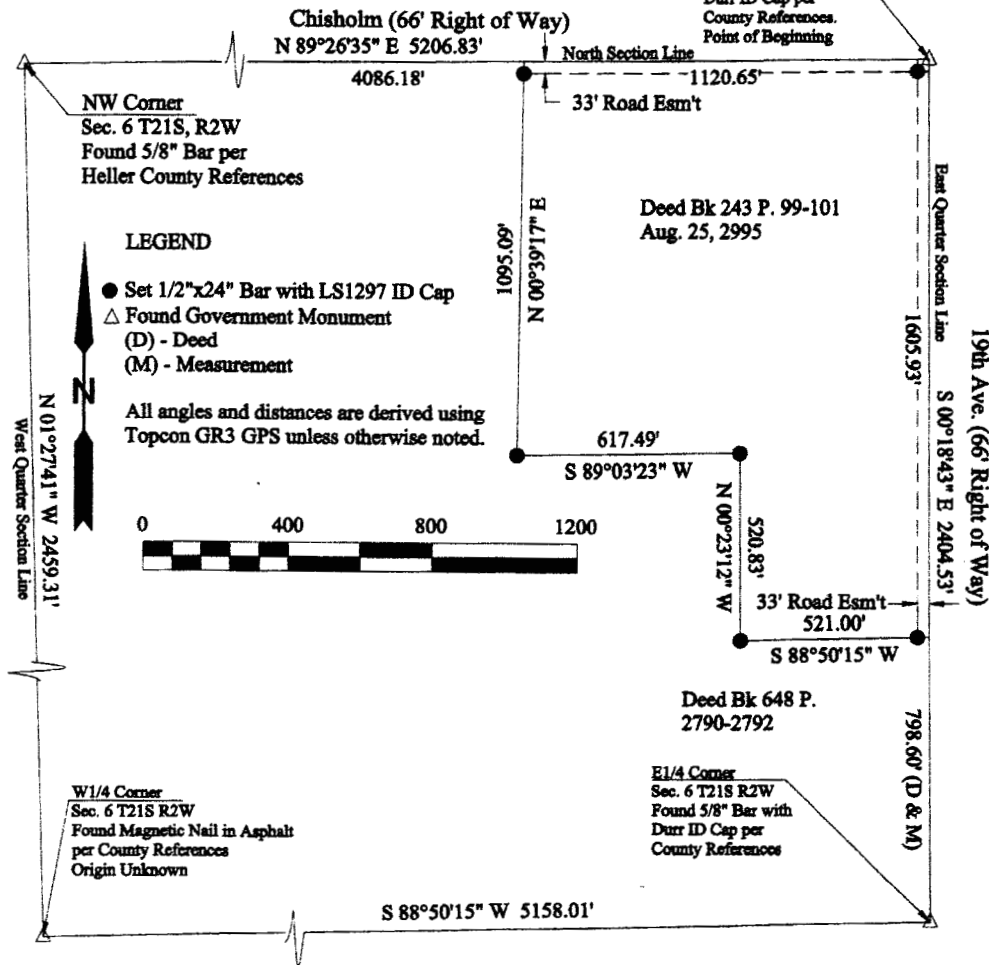 Durr ID Cap per
County References.
Point of Beginning
Chisholm (66' Right of Way)
N 89°26'35" E 5206.83'
North Section Line
4086.18'
1120.65'
33' Road Esm't
NW Corner
Sec. 6 T21S, R2W
Found 5/8" Bar per
Heller County References
Deed Bk 243 P. 99-101
Aug. 25, 2995
1095.09'
N 00°39'17" E
East Quarter Section Line
1605.93'
S 00°18'43" E 2404.53'
19th Ave. (66' Right of Way)
LEGEND
Set 1/2"x24" Bar with LS1297 ID Cap
Found Government Monument
(D) - Deed
(M) - Measurement
N
All angles and distances are derived using
Topcon GR3 GPS unless otherwise noted.
N 01°27'41" W 2459.31'
West Quarter Section Line
617.49'
S 89°03'23" W
0 400 800 1200
N 00°23'12" W
520.83'
33' Road Esm't
521.00'
S 88°50'15" W
Deed Bk 648 P.
2790-2792
798.60' (D & M)
W1/4 Corner
Sec. 6 T21S R2W
Found Magnetic Nail in Asphalt
per County References
Origin Unknown
E1/4 Corner
Sec. 6 T21S R2W
Found 5/8" Bar with
Durr ID Cap per
County References
S 88°50'15" W 5158.01'